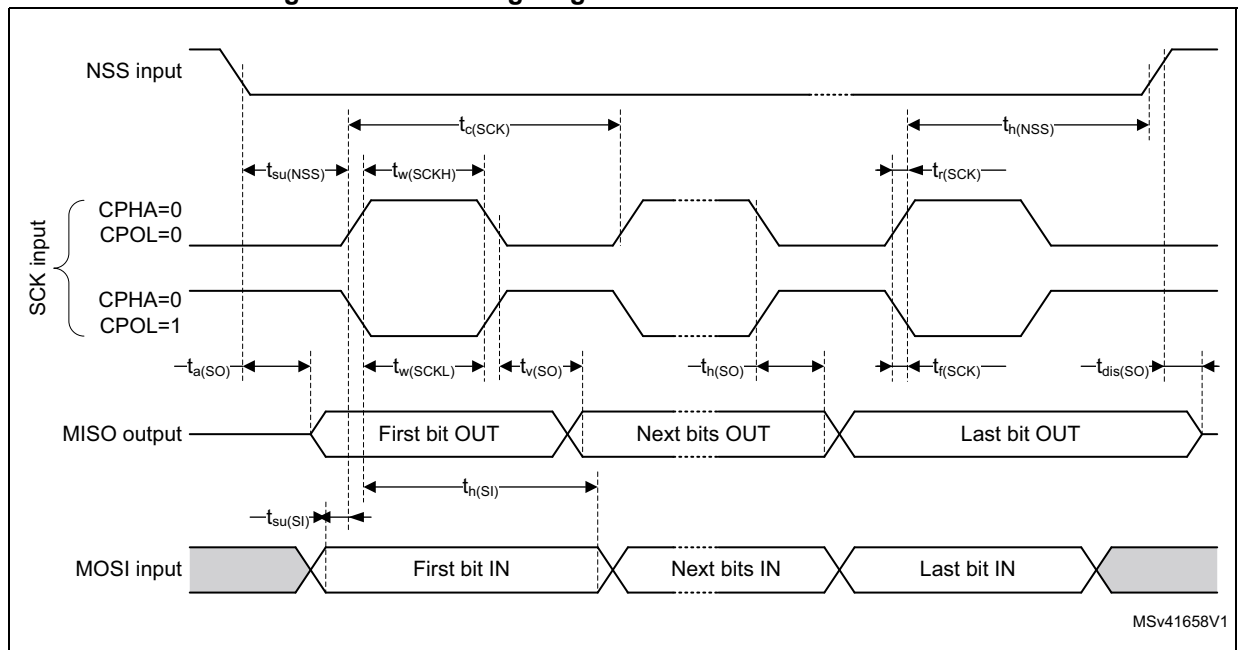 NSS input
tc(SCK)
th(NSS)
tsu(NSS)
tw(SCKH)
tr(SCK)
SCK input
CPHA=0
CPOL=0
CPHA=0
CPOL=1
ta(SO)
tw(SCKL)
tv(SO)
th(SO)
tf(SCK)
tdis(SO)
MISO output
First bit OUT
Next bits OUT
Last bit OUT
th(SI)
tsu(SI)
MOSI input
First bit IN
Next bits IN
Last bit IN
MSv41658V1